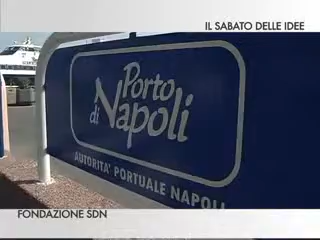 IL SABATO DELLE IDEE
Porto
di Napoli
AUTORITA' PORTUALE NAPOLI
FONDAZIONE SDN